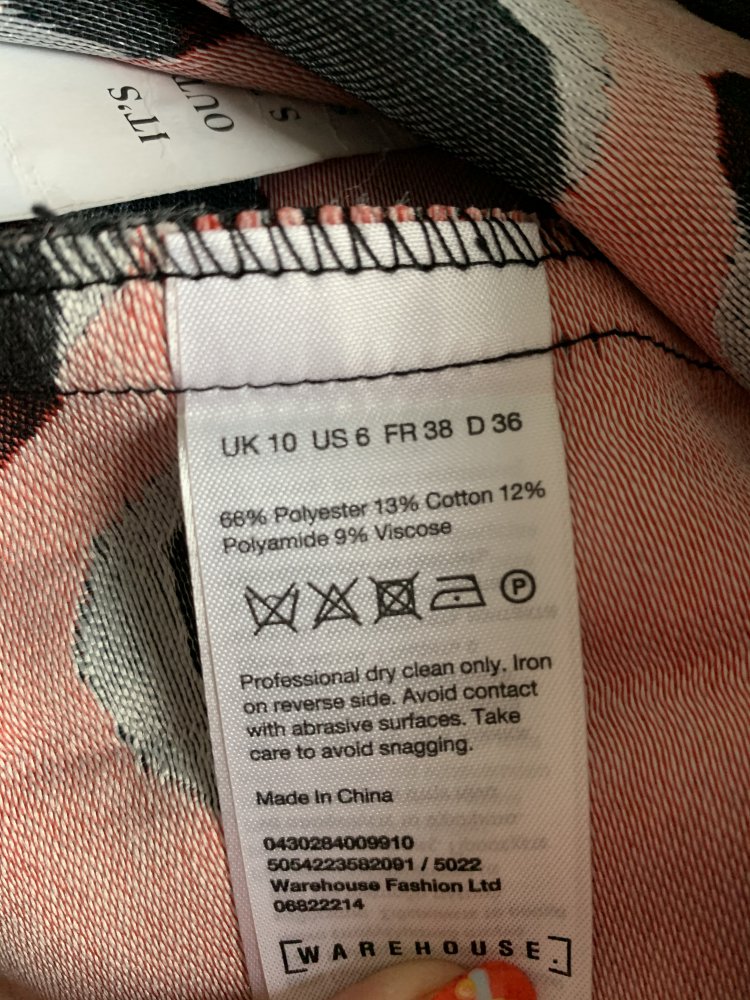 IT'S
OUT
S
UK 10 US 6 FR 38 D 36
66% Polyester 13% Cotton 12%
Polyamide 9% Viscose
P
Professional dry clean only. Iron
on reverse side. Avoid contact
with abrasive surfaces. Take
care to avoid snagging.
Made In China
0430284009910
5054223582091 / 5022
Warehouse Fashion Ltd
06822214
WAREHOUSE.